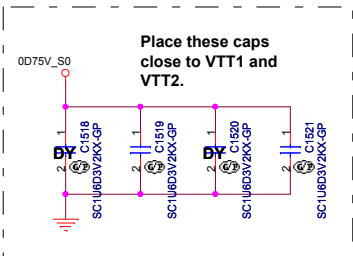 Place these caps
close to VTT1 and
VTT2.
0D75V_S0
1
2
DY
C1518
SC1U6D3V2KX-GP
1
2
C1519
SC1U6D3V2KX-GP
1
2
DY
C1520
SC1U6D3V2KX-GP
1
2
C1521
SC1U6D3V2KX-GP